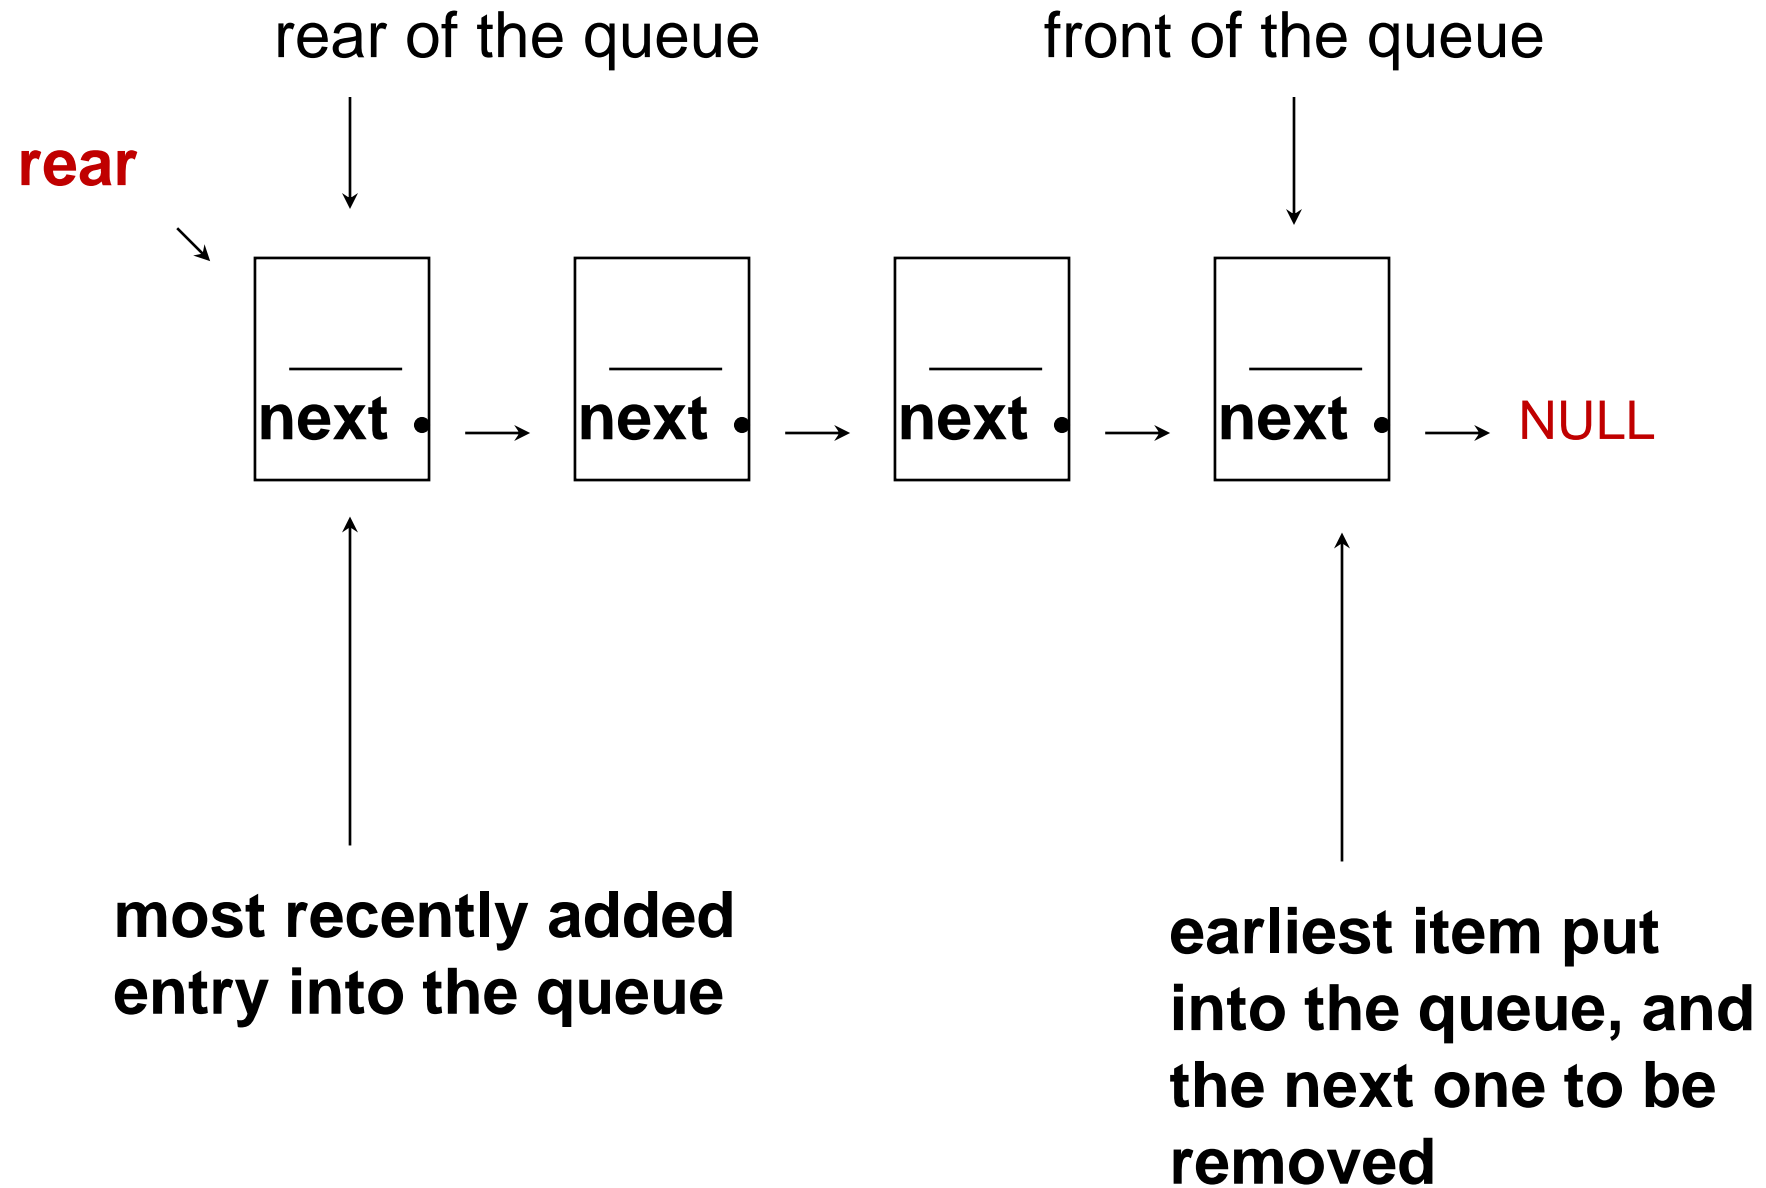 rear of the queue
front of the queue
rear
next •
next •
next •
next •
NULL
most recently added
entry into the queue
earliest item put
into the queue, and
the next one to be
removed